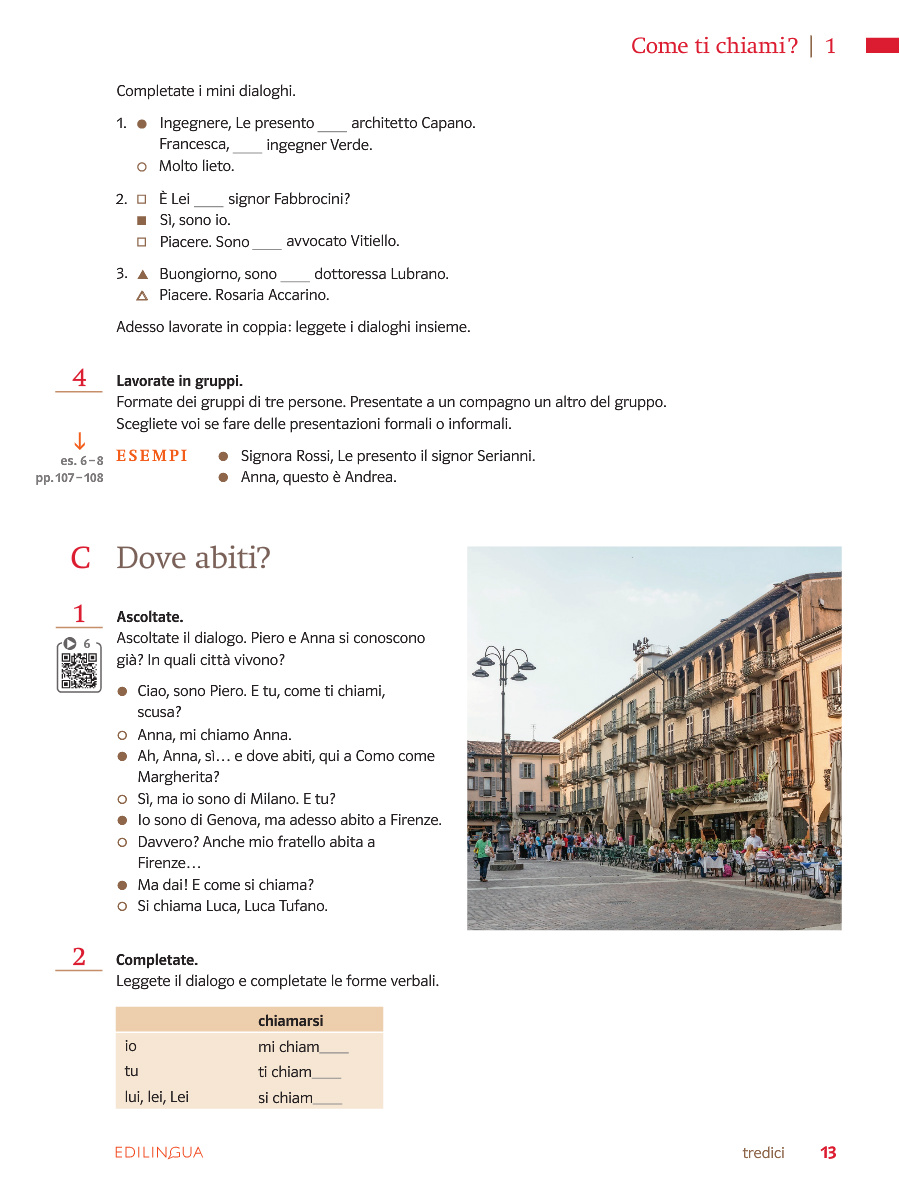 Come ti chiami? | 1
Completate i mini dialoghi.
1. ● Ingegnere, Le presento ____ architetto Capano.
Francesca, ____ ingegner Verde.
○ Molto lieto.
2. □ È Lei ____ signor Fabbrocini?
■ Sì, sono io.
□ Piacere. Sono ____ avvocato Vitiello.
3. ▲ Buongiorno, sono ____ dottoressa Lubrano.
△ Piacere. Rosaria Accarino.
Adesso lavorate in coppia: leggete i dialoghi insieme.
4 Lavorate in gruppi.
Formate dei gruppi di tre persone. Presentate a un compagno un altro del gruppo.
Scegliete voi se fare delle presentazioni formali o informali.
↓
es. 6–8
pp. 107–108
ESEMPI ● Signora Rossi, Le presento il signor Serianni.
● Anna, questo è Andrea.
C Dove abiti?
1 Ascoltate.
6
Ascoltate il dialogo. Piero e Anna si conoscono
già? In quali città vivono?
● Ciao, sono Piero. E tu, come ti chiami,
scusa?
○ Anna, mi chiamo Anna.
● Ah, Anna, sì… e dove abiti, qui a Como come
Margherita?
○ Sì, ma io sono di Milano. E tu?
● Io sono di Genova, ma adesso abito a Firenze.
○ Davvero? Anche mio fratello abita a
Firenze…
● Ma dai! E come si chiama?
○ Si chiama Luca, Luca Tufano.
2 Completate.
Leggete il dialogo e completate le forme verbali.
chiamarsi
io mi chiam____
tu ti chiam____
lui, lei, Lei si chiam____
EDILINGUA
tredici 13